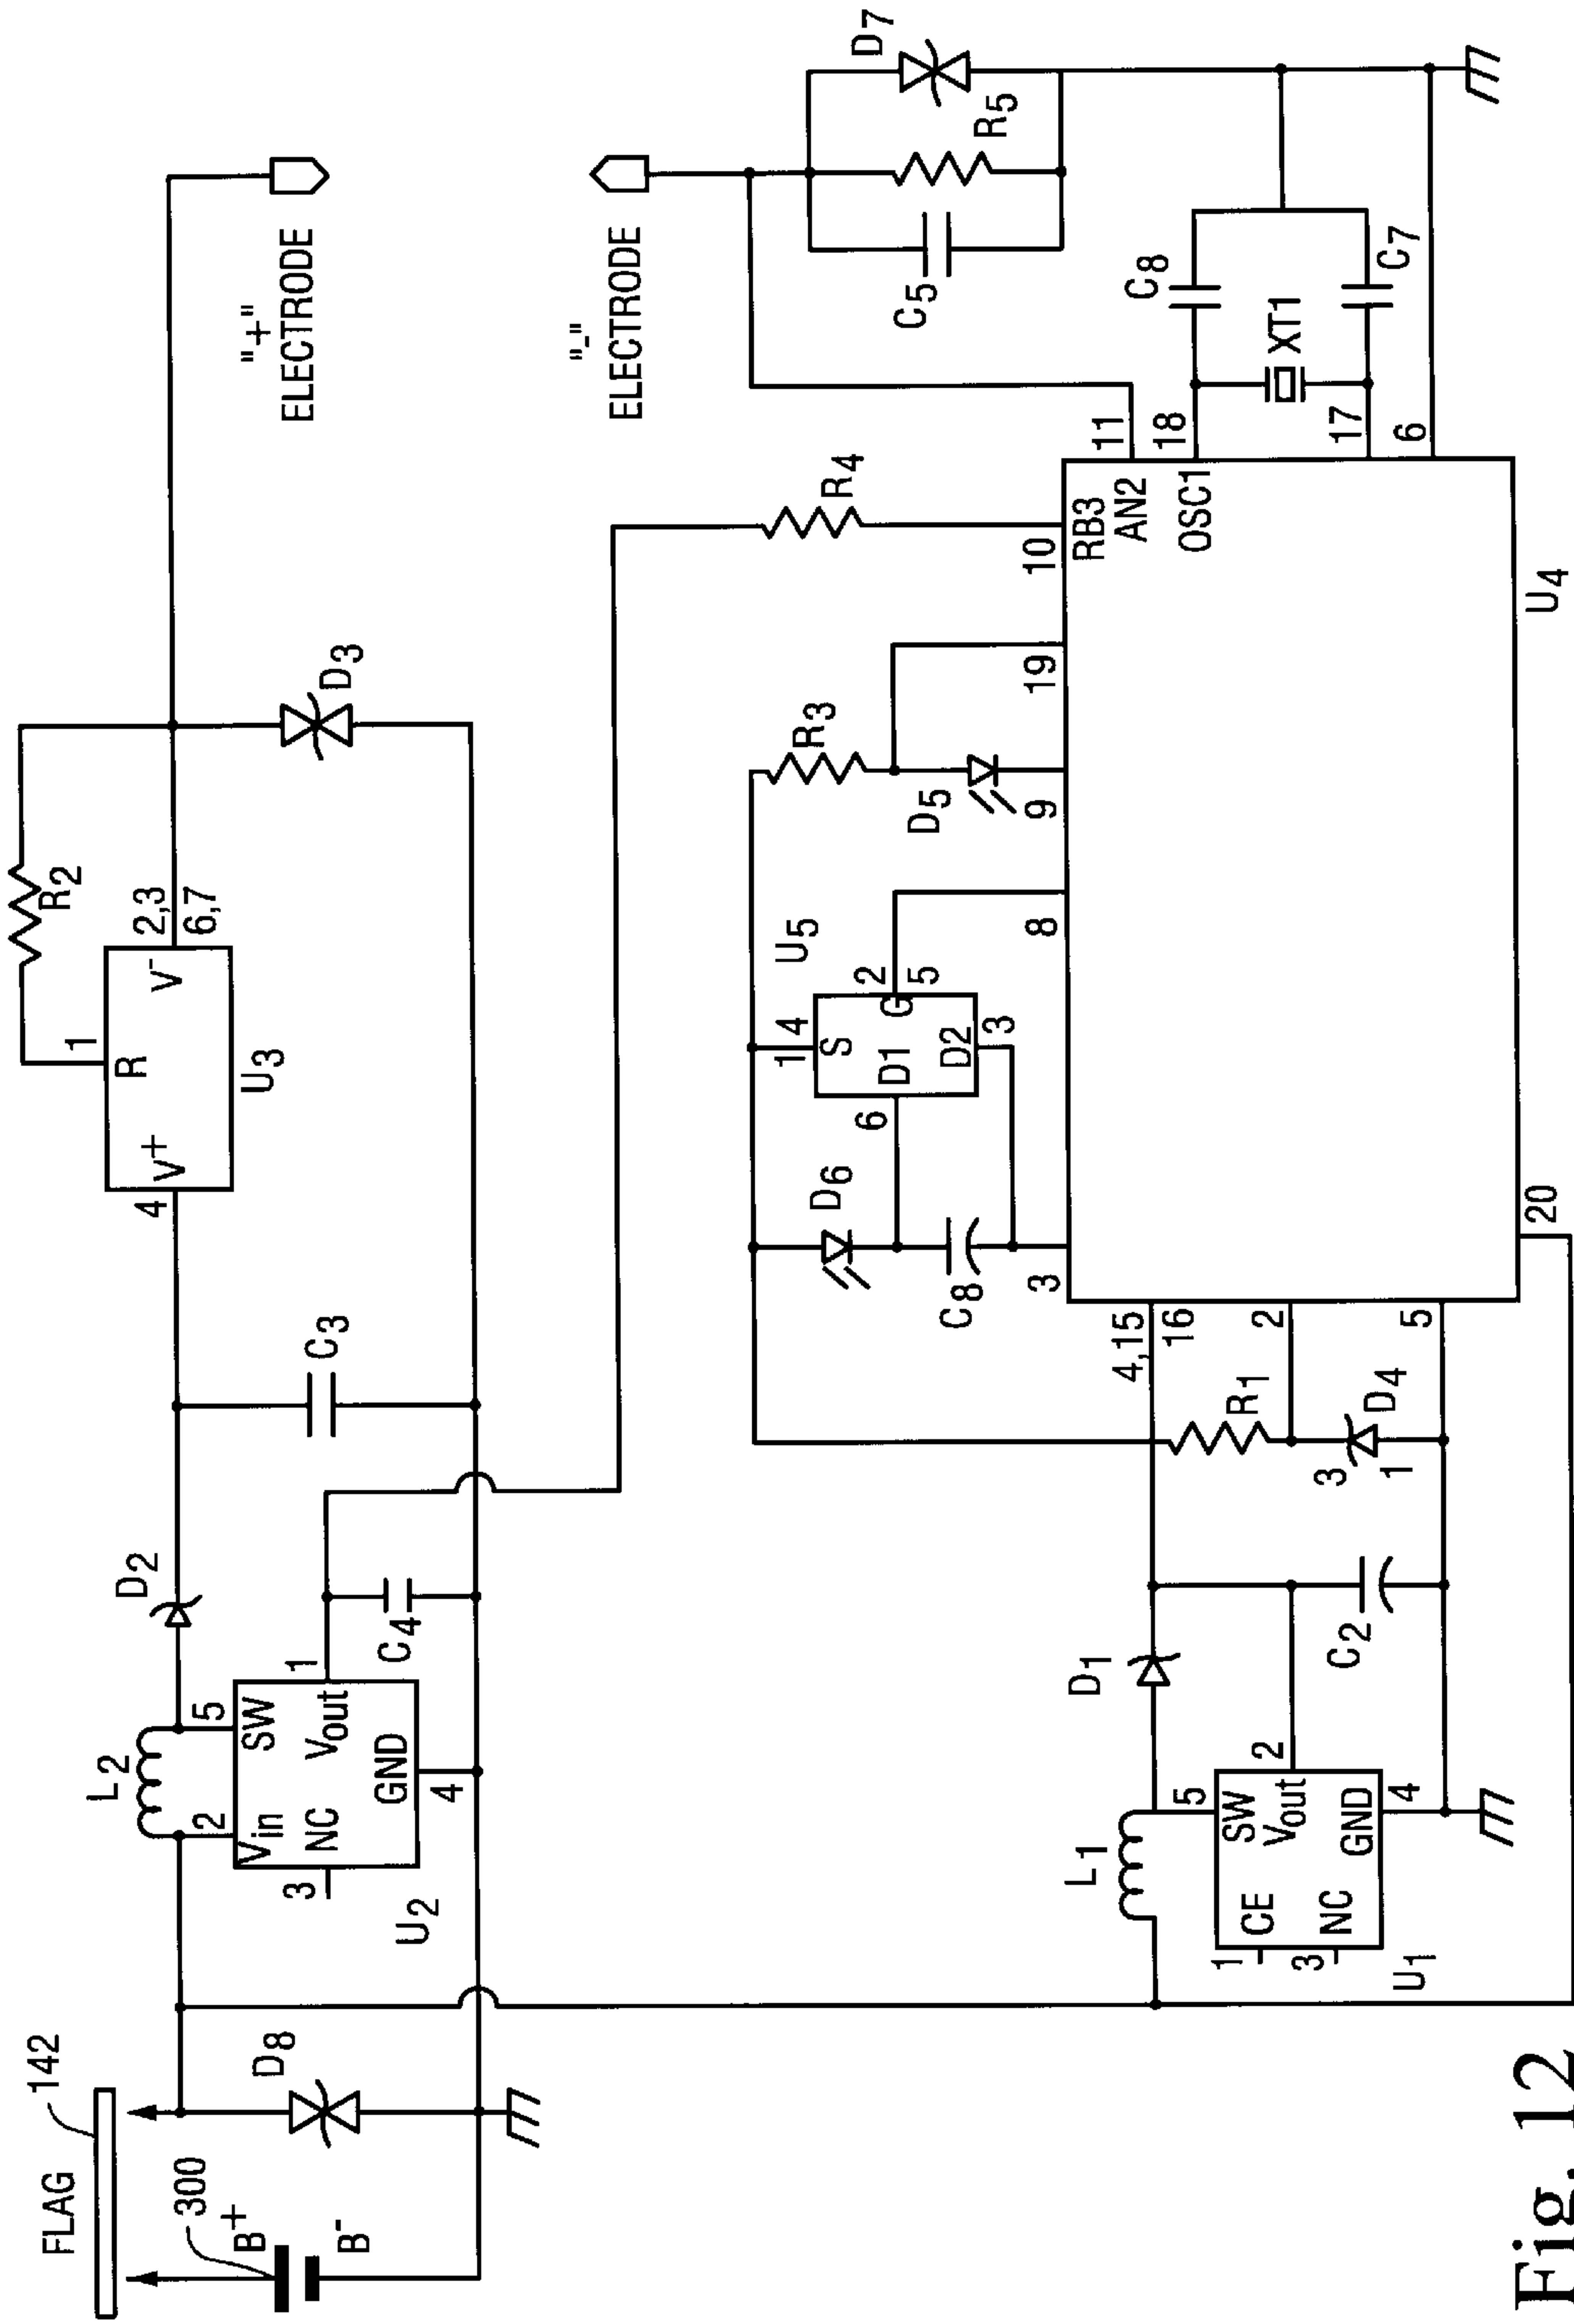 FLAG
142
300
B+
B-
D8
L2
2
5
Vin
SW
3
NC
Vout
1
GND
4
U2
D2
C4
C3
4
V+
R
1
V-
2,3
6,7
U3
R2
D3
"+"
ELECTRODE
"-"
ELECTRODE
L1
5
1
CE
SW
Vout
2
3
NC
GND
4
U1
D1
C2
R1
3
D4
1
4,15
16
2
5
3
20
C8
D6
6
1
4
S
D1
G
D2
2
5
3
U5
8
R3
D5
9
19
R4
10
RB3
AN2
OSC1
11
18
17
6
U4
C8
XT1
C7
C5
R5
D7
Fig. 12